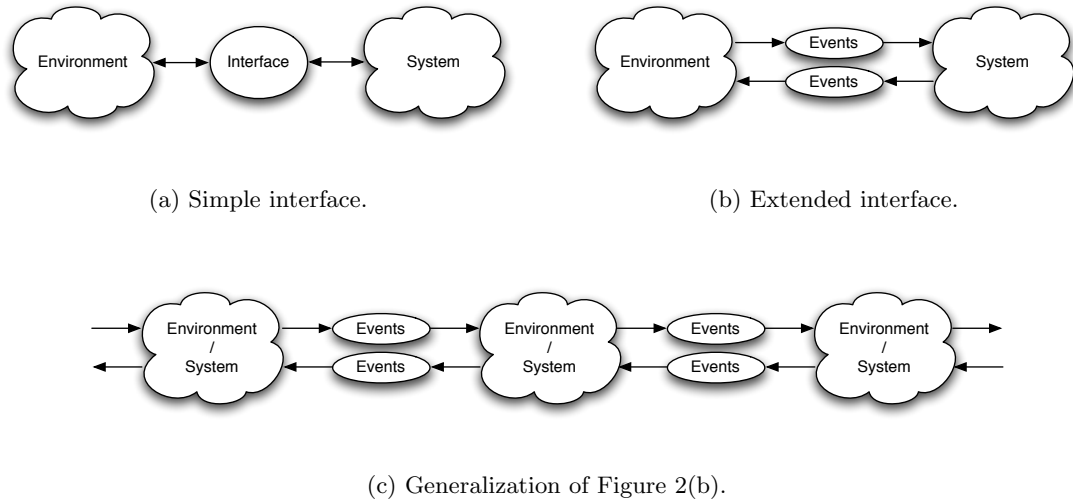 Environment
Interface
System
Environment
Events
Events
System
(a) Simple interface.
(b) Extended interface.
Environment
/
System
Events
Events
Environment
/
System
Events
Events
Environment
/
System
(c) Generalization of Figure 2(b).